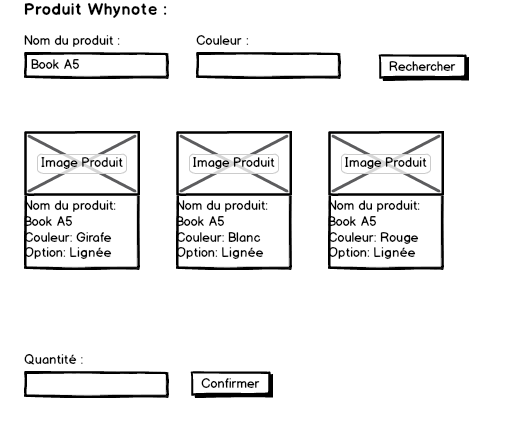 Produit Whynote :
Nom du produit :
Couleur :
Book A5
Rechercher
Image Produit
Nom du produit:
Book A5
Couleur: Girafe
Option: Lignée
Image Produit
Nom du produit:
Book A5
Couleur: Blanc
Option: Lignée
Image Produit
Nom du produit:
Book A5
Couleur: Rouge
Option: Lignée
Quantité :
Confirmer